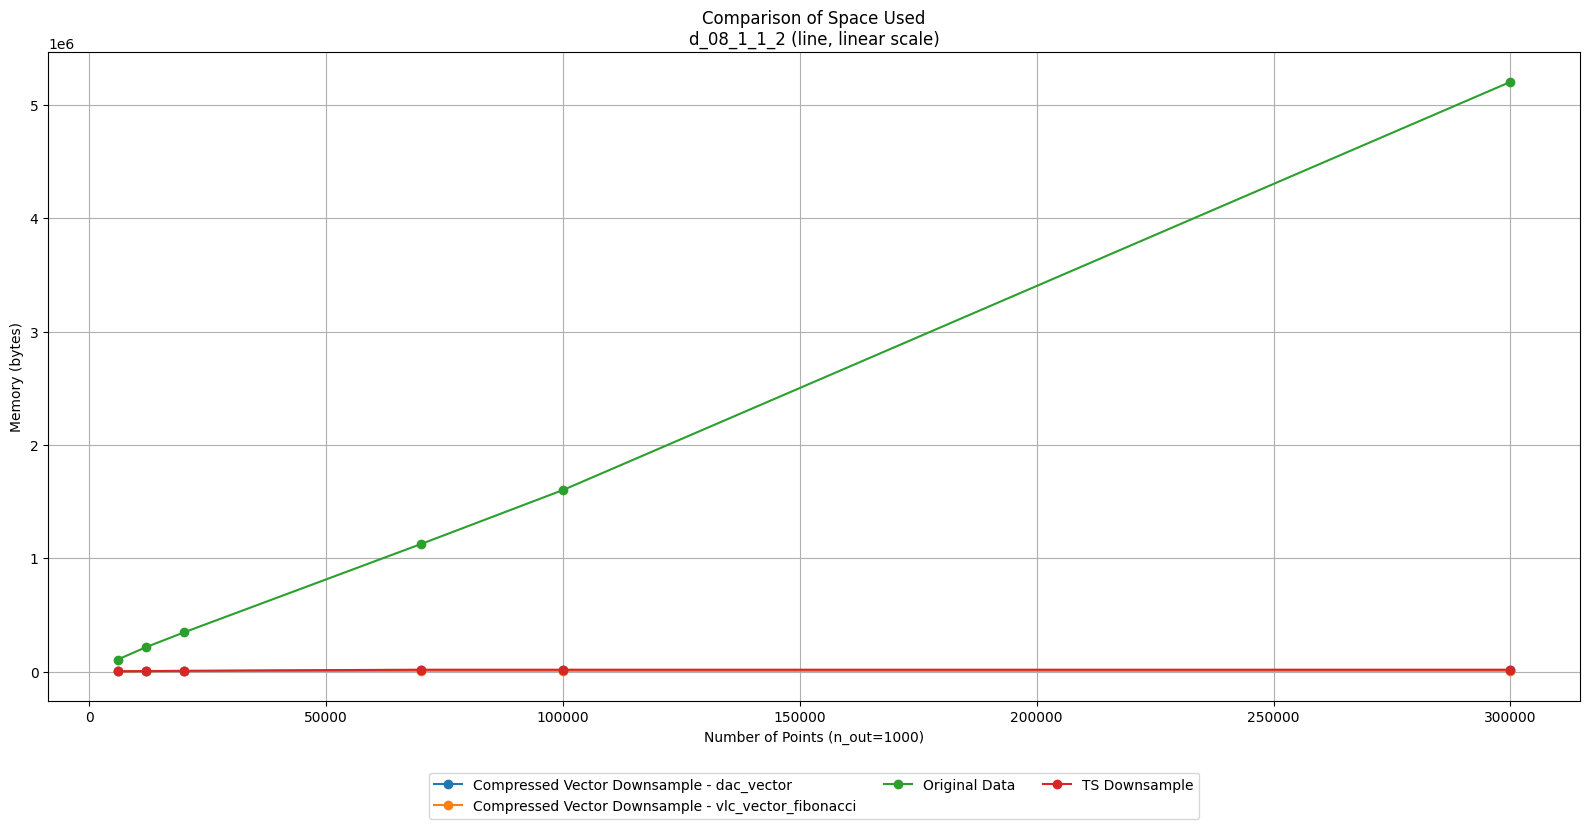 Comparison of Space Used
d_08_1_1_2 (line, linear scale)
1e6
5
4
3
2
1
0
Memory (bytes)
0 50000 100000 150000 200000 250000 300000
Number of Points (n_out=1000)
Compressed Vector Downsample - dac_vector
Compressed Vector Downsample - vlc_vector_fibonacci
Original Data
TS Downsample